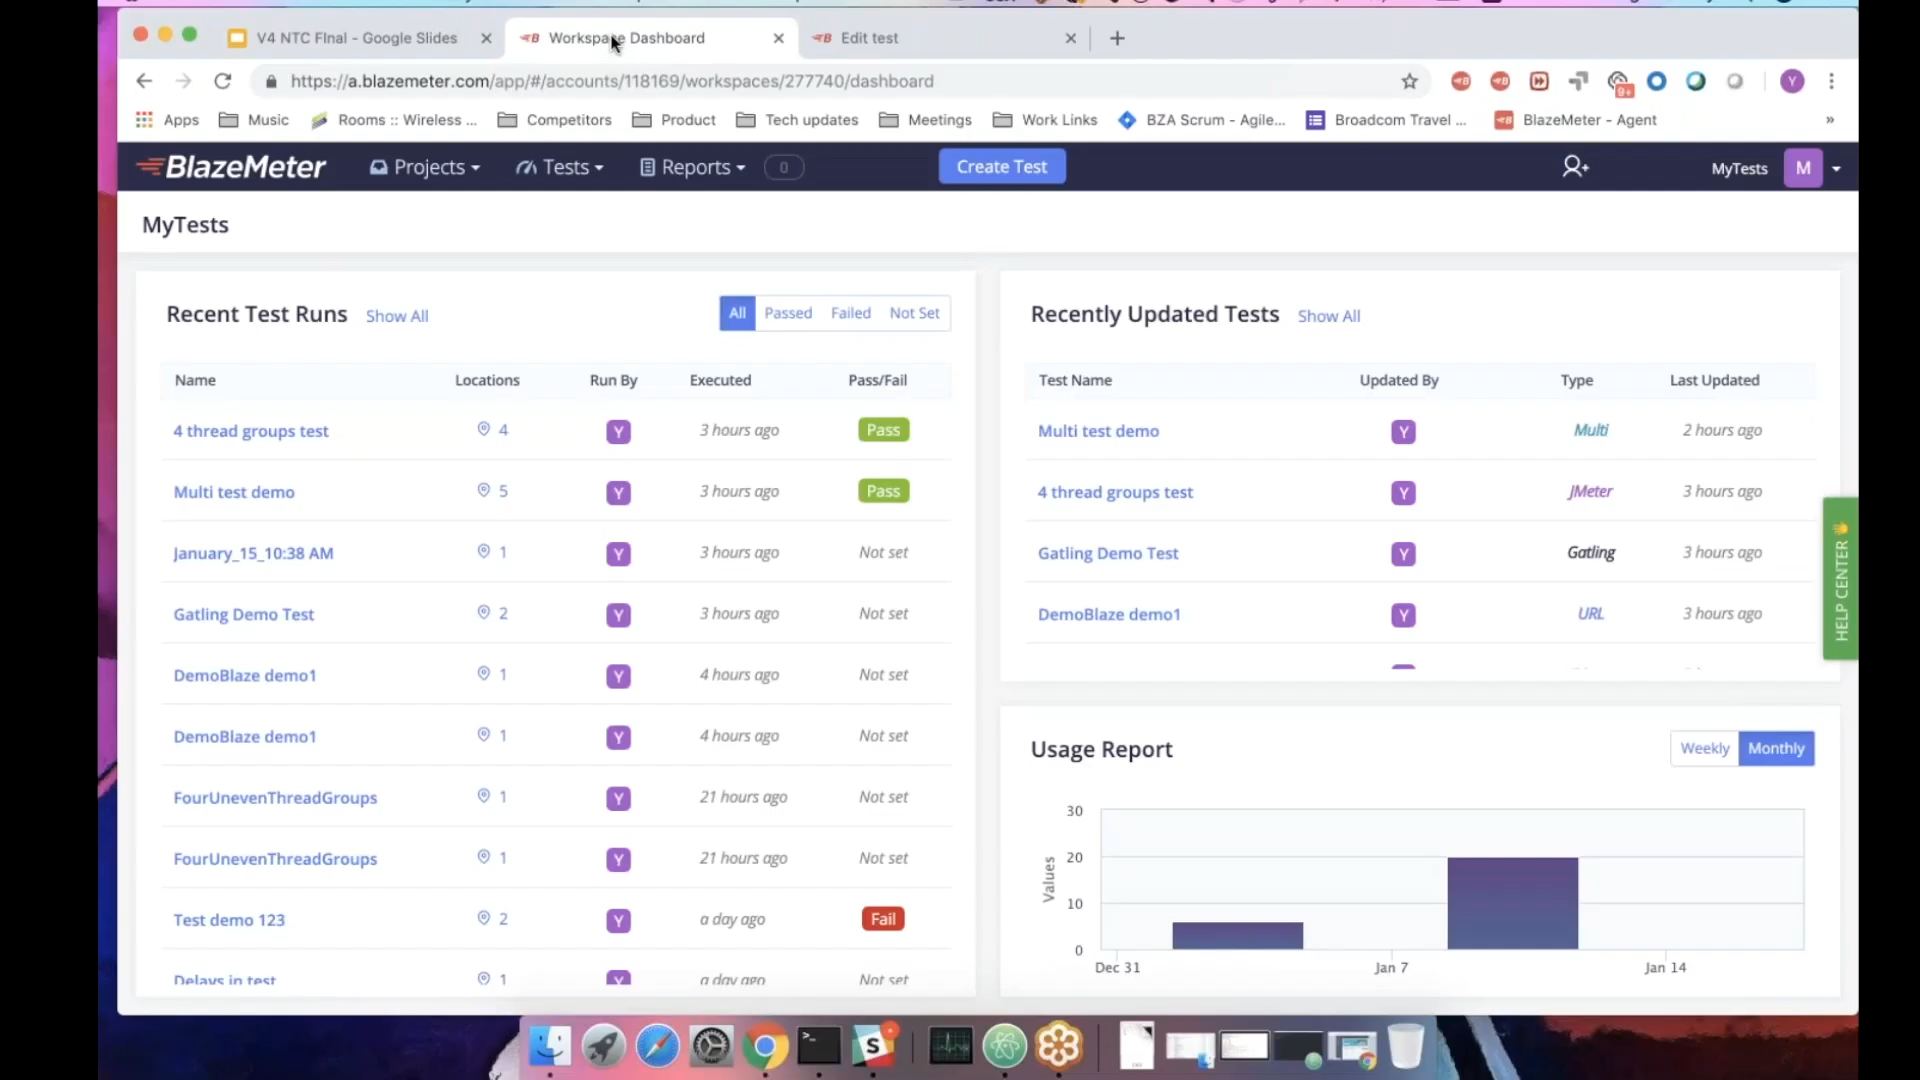 V4 NTC FInal - Google Slides
Workspace Dashboard
Edit test
https://a.blazemeter.com/app/#/accounts/118169/workspaces/277740/dashboard
9+
Y
Apps
Music
Rooms :: Wireless ...
Competitors
Product
Tech updates
Meetings
Work Links
BZA Scrum - Agile...
Broadcom Travel ...
BlazeMeter - Agent
»
BlazeMeter
Projects
Tests
Reports
0
Create Test
MyTests
M
MyTests
Recent Test Runs
Show All
All
Passed
Failed
Not Set
Name Locations Run By Executed Pass/Fail
4 thread groups test 4 Y 3 hours ago Pass
Multi test demo 5 Y 3 hours ago Pass
January_15_10:38 AM 1 Y 3 hours ago Not set
Gatling Demo Test 2 Y 3 hours ago Not set
DemoBlaze demo1 1 Y 4 hours ago Not set
DemoBlaze demo1 1 Y 4 hours ago Not set
FourUnevenThreadGroups 1 Y 21 hours ago Not set
FourUnevenThreadGroups 1 Y 21 hours ago Not set
Test demo 123 2 Y a day ago Fail
Delays in test 1 Y a day ago Not set
Recently Updated Tests
Show All
Test Name Updated By Type Last Updated
Multi test demo Y Multi 2 hours ago
4 thread groups test Y JMeter 3 hours ago
Gatling Demo Test Y Gatling 3 hours ago
DemoBlaze demo1 Y URL 3 hours ago
HELP CENTER
Usage Report
Weekly
Monthly
Values
30
20
10
0
Dec 31
Jan 7
Jan 14